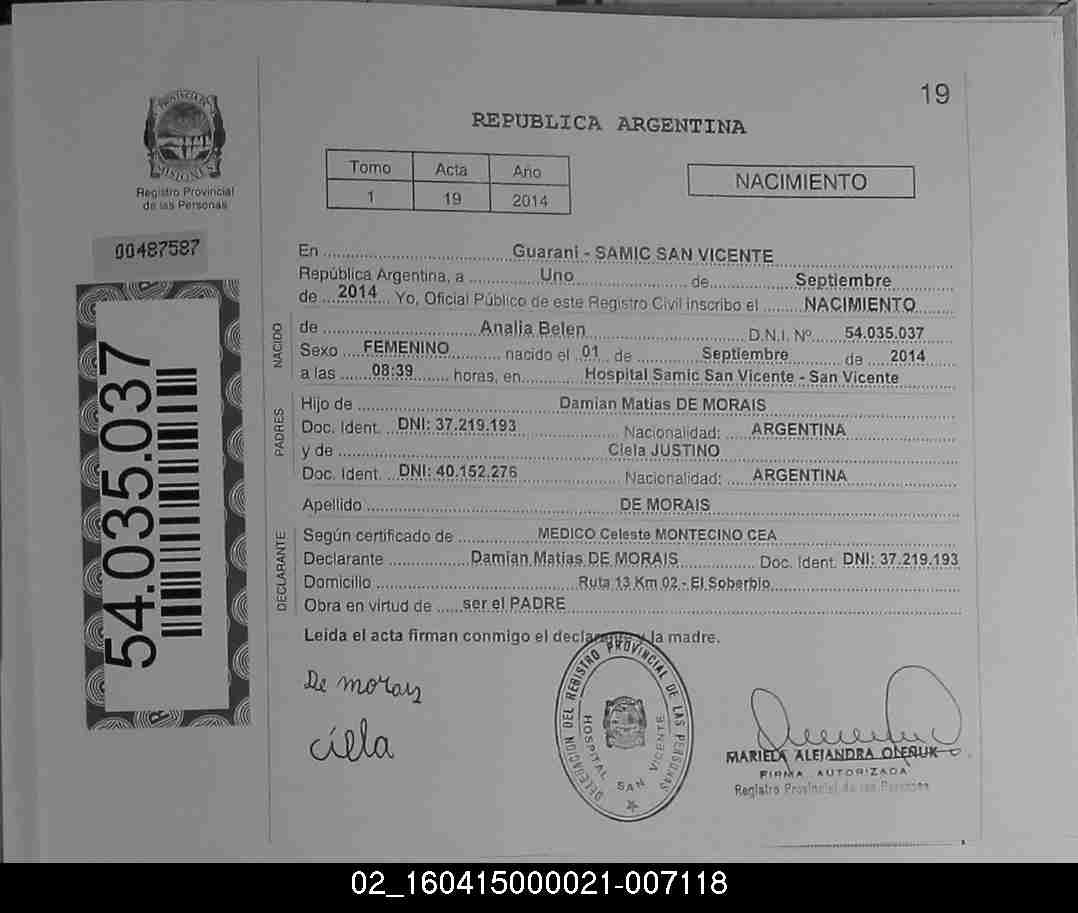 19
REPUBLICA ARGENTINA
PROVINCIA DE
MISIONES
Registro Provincial
de las Personas
Tomo Acta Año
1 19 2014
NACIMIENTO
00487587
54.035.037
En Guarani - SAMIC SAN VICENTE
República Argentina, a Uno de Septiembre
de 2014 Yo, Oficial Público de este Registro Civil inscribo el NACIMIENTO
NACIDO
de Analia Belen D.N.I. Nº 54.035.037
Sexo FEMENINO nacido el 01 de Septiembre de 2014
a las 08:39 horas, en Hospital Samic San Vicente - San Vicente
PADRES
Hijo de Damian Matias DE MORAIS
Doc. Ident. DNI: 37.219.193 Nacionalidad: ARGENTINA
y de Ciela JUSTINO
Doc. Ident. DNI: 40.152.276 Nacionalidad: ARGENTINA
Apellido DE MORAIS
DECLARANTE
Según certificado de MEDICO Celeste MONTECINO CEA
Declarante Damian Matias DE MORAIS Doc. Ident. DNI: 37.219.193
Domicilio Ruta 13 Km 02 - El Soberbio
Obra en virtud de ser el PADRE
Leida el acta firman conmigo el declarante y la madre.
De morais
ciela
DELEGACION DEL REGISTRO PROVINCIAL DE LAS PERSONAS
HOSPITAL SAN VICENTE
MARIELA ALEJANDRA OLEÑUK
FIRMA AUTORIZADA
Registro Provincial de las Personas
02_160415000021-007118